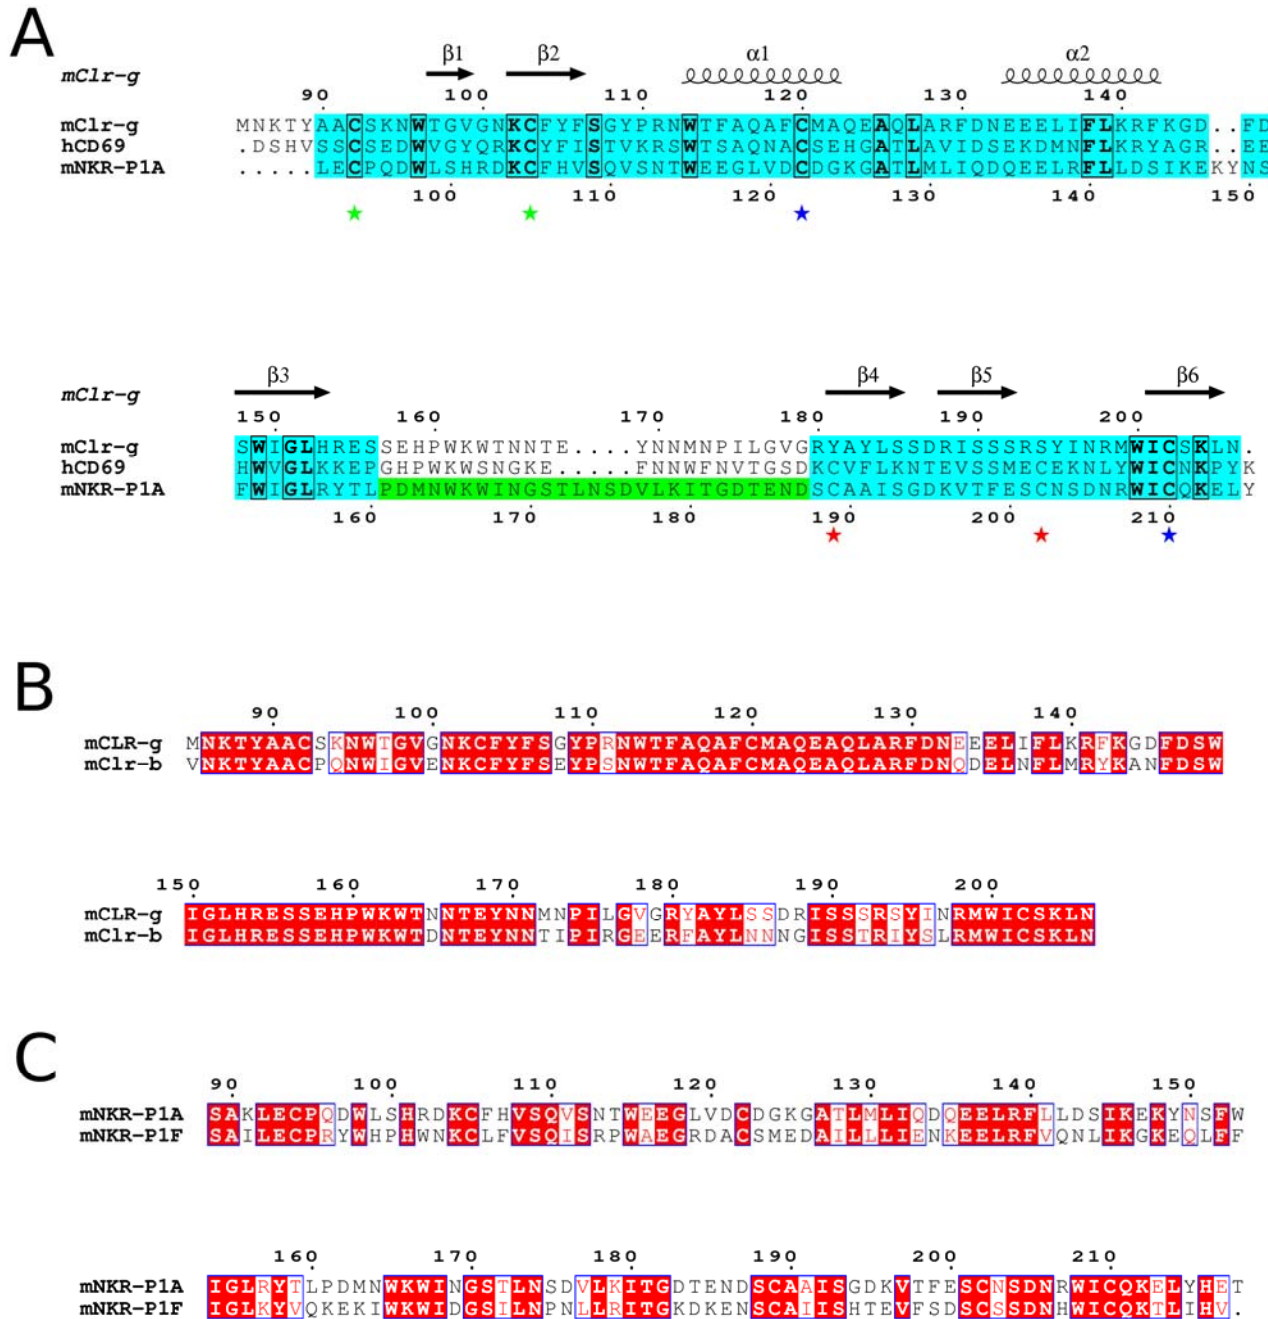 A
β1 β2 α1 α2
mClr-g
90 100 110 120 130 140
mClr-g MNKTYAACSKNWTGVGNKCFYFSGYPRNWTFAQAFCMAQEAQLARFDNEEELIFLKRFKGD..FD
hCD69 .DSHVSSCSEDWVGYQRKCYFISTVKRSWTSAQNACSEHGATLAVIDSEKDMNFLKRYAGR..EE
mNKR-P1A .....LECPQDWLSHRDKCFHVSQVSNTWEEGLVDCDGKGATLMLIQDQEELRFLLDSIKEKYNS
100 110 120 130 140 150
β3 β4 β5 β6
mClr-g
150 160 170 180 190 200
mClr-g SWIGLHRESSEHPWKWTNNTE....YNNMNPILGVGRYAYLSSDRISSSRSYINRMWICSKLN.
hCD69 HWVGLKKEPGHPWKWSNGKE.....FNNWFNVTGSDKCVFLKNTEVSSMECEKNLYWICNKPYK
mNKR-P1A FWIGLRYTLPDMNWKWINGSTLNSDVLKITGDTENDSCAAISGDKVTFESCNSDNRWICQKELY
160 170 180 190 200 210
B
90 100 110 120 130 140
mCLR-g MNKTYAACSKNWTGVGNKCFYFSGYPRNWTFAQAFCMAQEAQLARFDNEEELIFLKRFKGDFDSW
mClr-b VNKTYAACPQNWIGVENKCFYFSEYPSNWTFAQAFCMAQEAQLARFDNQDELNFLMRYKANFDSW
150 160 170 180 190 200
mCLR-g IGLHRESSEHPWKWTNNTEYNNMNPILGVGRYAYLSSDRISSSRSYINRMWICSKLN
mClr-b IGLHRESSEHPWKWTDNTEYNNTIPIRGEERFAYLNNNGISSTRIYSLRMWICSKLN
C
90 100 110 120 130 140 150
mNKR-P1A SAKLECPQDWLSHRDKCFHVSQVSNTWEEGLVDCDGKGATLMLIQDQEELRFLLDSIKEKYNSFW
mNKR-P1F SAILECPRYWHPHWNKCLFVSQISRPWAEGRDACSMEDAILLLIENKEELRFVQNLIKGKEQLFF
160 170 180 190 200 210
mNKR-P1A IGLRYTLPDMNWKWINGSTLNSDVLKITGDTENDSCAAISGDKVTFESCNSDNRWICQKELYHET
mNKR-P1F IGLKYVQKEKIWKWIDGSILNPNLLRITGKDKENSCAIISHTEVFSDSCSSDNHWICQKTLIHV.